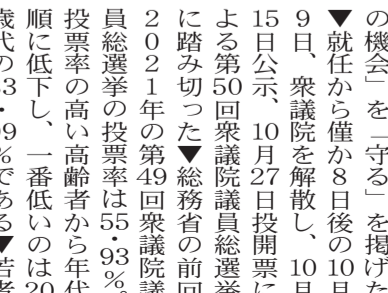 の機会」を「守る」を掲げた
▼就任から僅か8日後の10月
9日、衆議院を解散し、10月
15日公示、10月27日投開票に
よる第50回衆議院議員総選挙
に踏み切った▼総務省の前回
2021年の第49回衆議院議
員総選挙の投票率は55・93%。
投票率の高い高齢者から年代
順に低下し、一番低いのは20
歳代の33・99%である▼若者